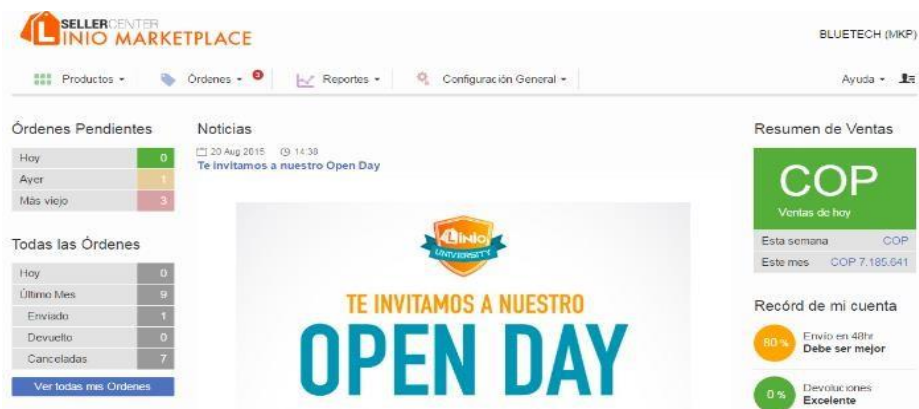 SELLERCENTER
LINIO MARKETPLACE
BLUETECH (MKP)
Productos
Órdenes 3
Reportes
Configuración General
Ayuda
Órdenes Pendientes
Hoy 0
Ayer 1
Más viejo 3
Todas las Órdenes
Hoy 0
Último Mes 9
Enviado 1
Devuelto 0
Canceladas 7
Ver todas mis Ordenes
Noticias
20 Aug 2015 14:38
Te invitamos a nuestro Open Day
LINIO
UNIVERSITY
TE INVITAMOS A NUESTRO
OPEN DAY
Resumen de Ventas
COP
Ventas de hoy
Esta semana COP
Este mes COP 7.185.641
Recórd de mi cuenta
80 % Envío en 48hr
Debe ser mejor
0 % Devoluciones
Excelente